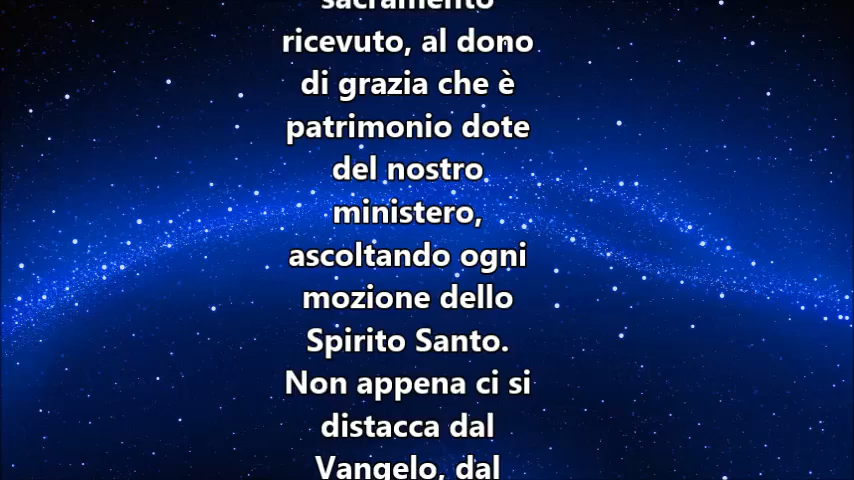 sacramento
ricevuto, al dono
di grazia che è
patrimonio dote
del nostro
ministero,
ascoltando ogni
mozione dello
Spirito Santo.
Non appena ci si
distacca dal
Vangelo, dal